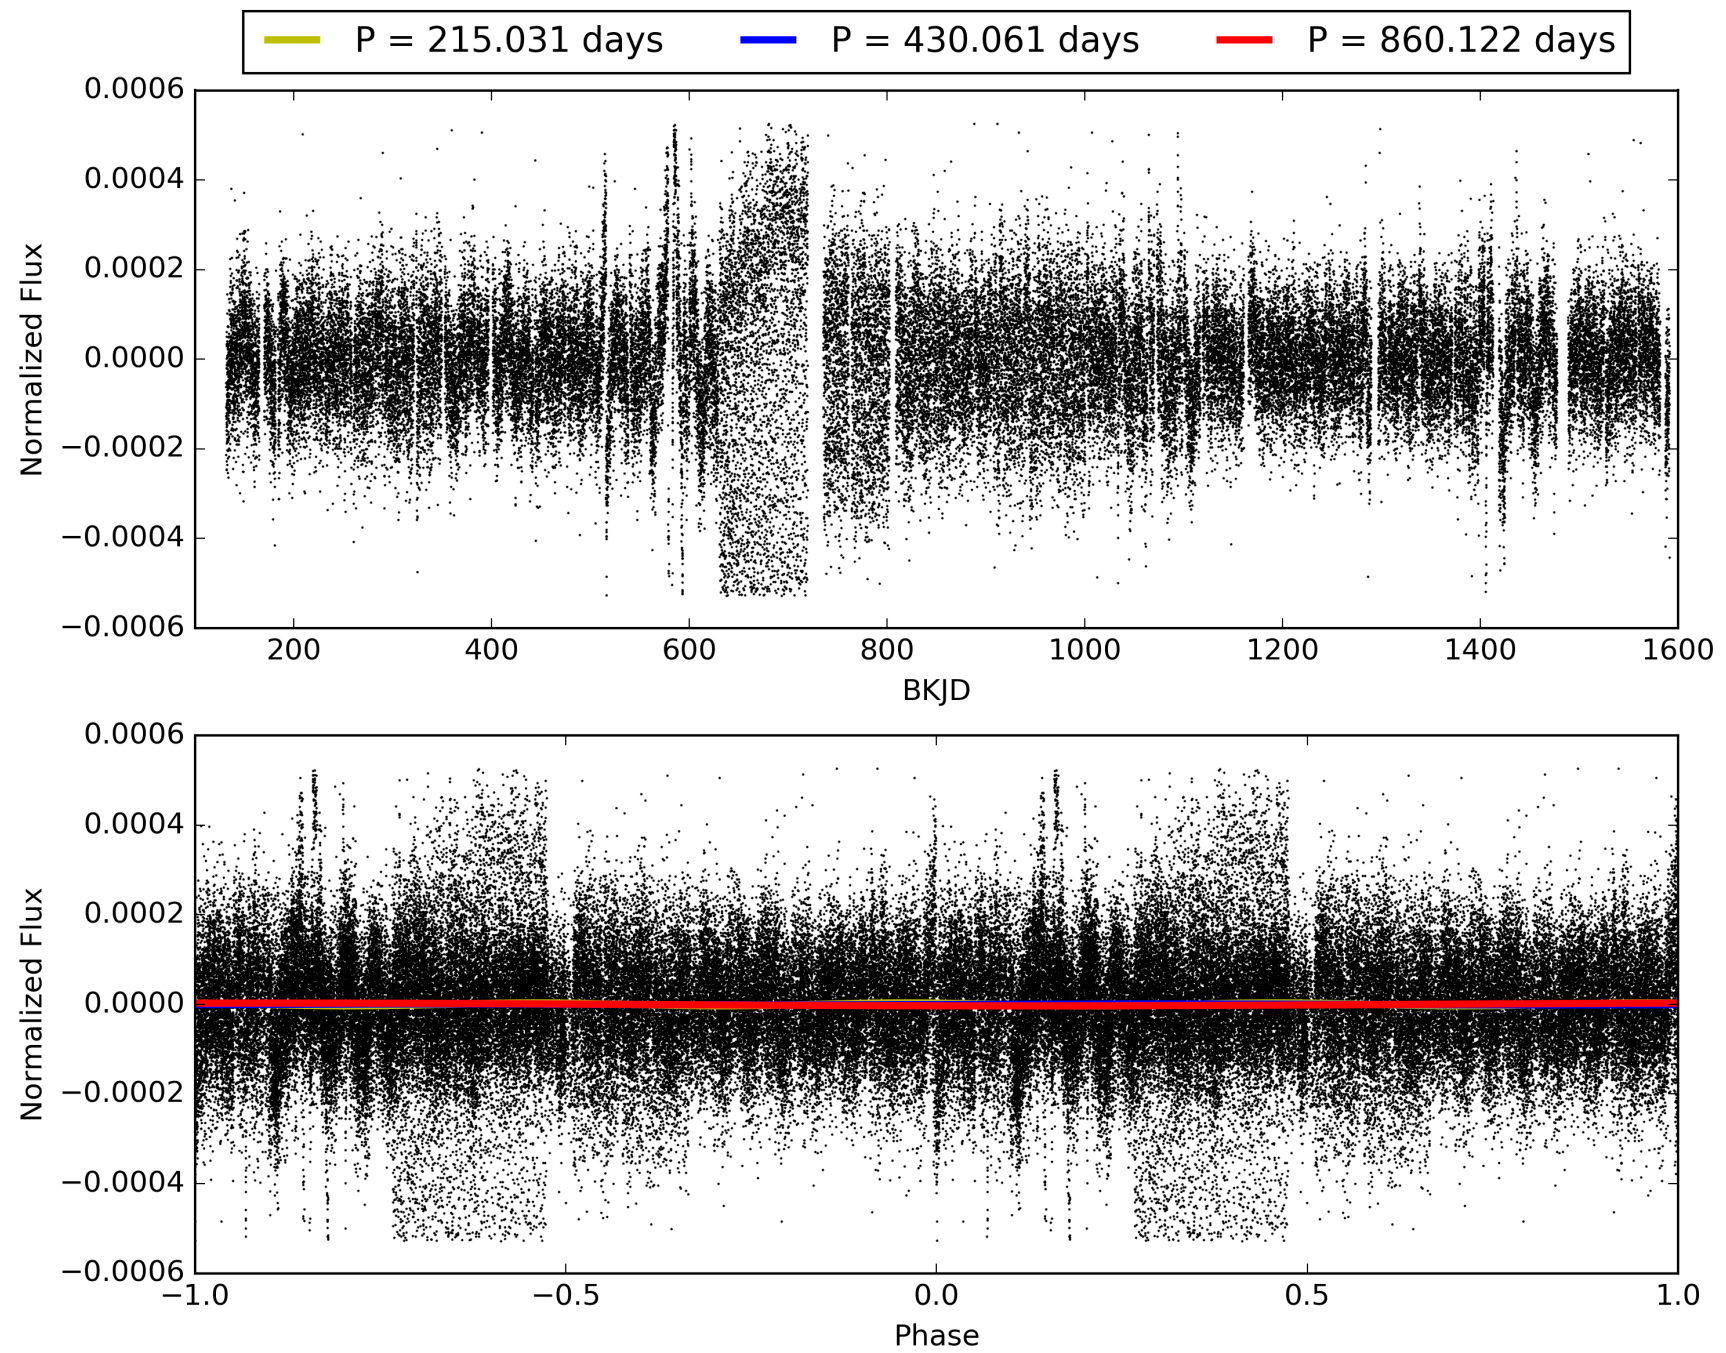 P = 215.031 days P = 430.061 days P = 860.122 days
0.0006
0.0004
0.0002
0.0000
−0.0002
−0.0004
−0.0006
Normalized Flux
200 400 600 800 1000 1200 1400 1600
BKJD
0.0006
0.0004
0.0002
0.0000
−0.0002
−0.0004
−0.0006
Normalized Flux
−1.0 −0.5 0.0 0.5 1.0
Phase